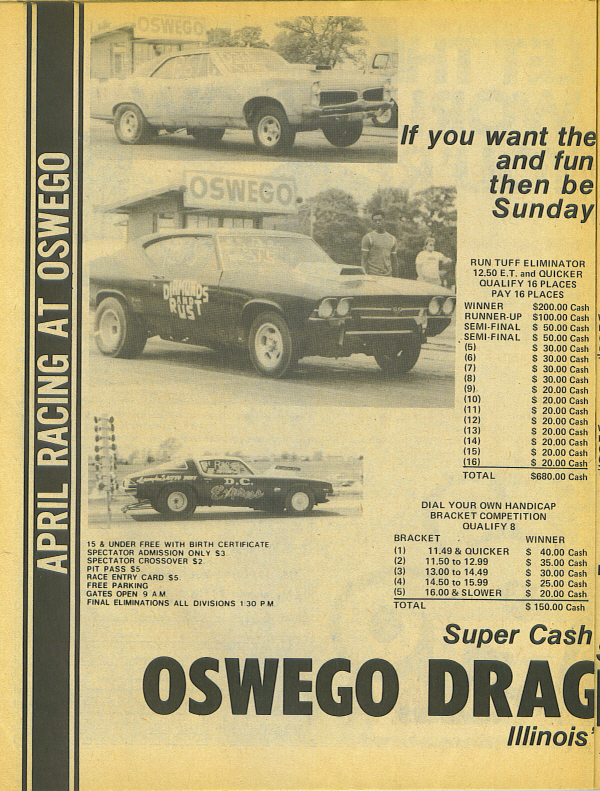 APRIL RACING AT OSWEGO
OSWEGO
If you want the
and fun
then be
Sunday
OSWEGO
DIAMONDS
AND
RUST
RUN TUFF ELIMINATOR
12.50 E.T. and QUICKER
QUALIFY 16 PLACES
PAY 16 PLACES
WINNER $200.00 Cash
RUNNER-UP $100.00 Cash
SEMI-FINAL $ 50.00 Cash
SEMI-FINAL $ 50.00 Cash
(5) $ 30.00 Cash
(6) $ 30.00 Cash
(7) $ 30.00 Cash
(8) $ 30.00 Cash
(9) $ 20.00 Cash
(10) $ 20.00 Cash
(11) $ 20.00 Cash
(12) $ 20.00 Cash
(13) $ 20.00 Cash
(14) $ 20.00 Cash
(15) $ 20.00 Cash
(16) $ 20.00 Cash
TOTAL $680.00 Cash
D.C.
Express
15 & UNDER FREE WITH BIRTH CERTIFICATE
SPECTATOR ADMISSION ONLY $3
SPECTATOR CROSSOVER $2
PIT PASS $5
RACE ENTRY CARD $5
FREE PARKING
GATES OPEN 9 A M
FINAL ELIMINATIONS ALL DIVISIONS 1 30 P M
DIAL YOUR OWN HANDICAP
BRACKET COMPETITION
QUALIFY 8
BRACKET WINNER
(1) 11.49 & QUICKER $ 40.00 Cash
(2) 11.50 to 12.99 $ 35.00 Cash
(3) 13.00 to 14.49 $ 30.00 Cash
(4) 14.50 to 15.99 $ 25.00 Cash
(5) 16.00 & SLOWER $ 20.00 Cash
TOTAL $ 150.00 Cash
Super Cash
OSWEGO DRAG
Illinois'